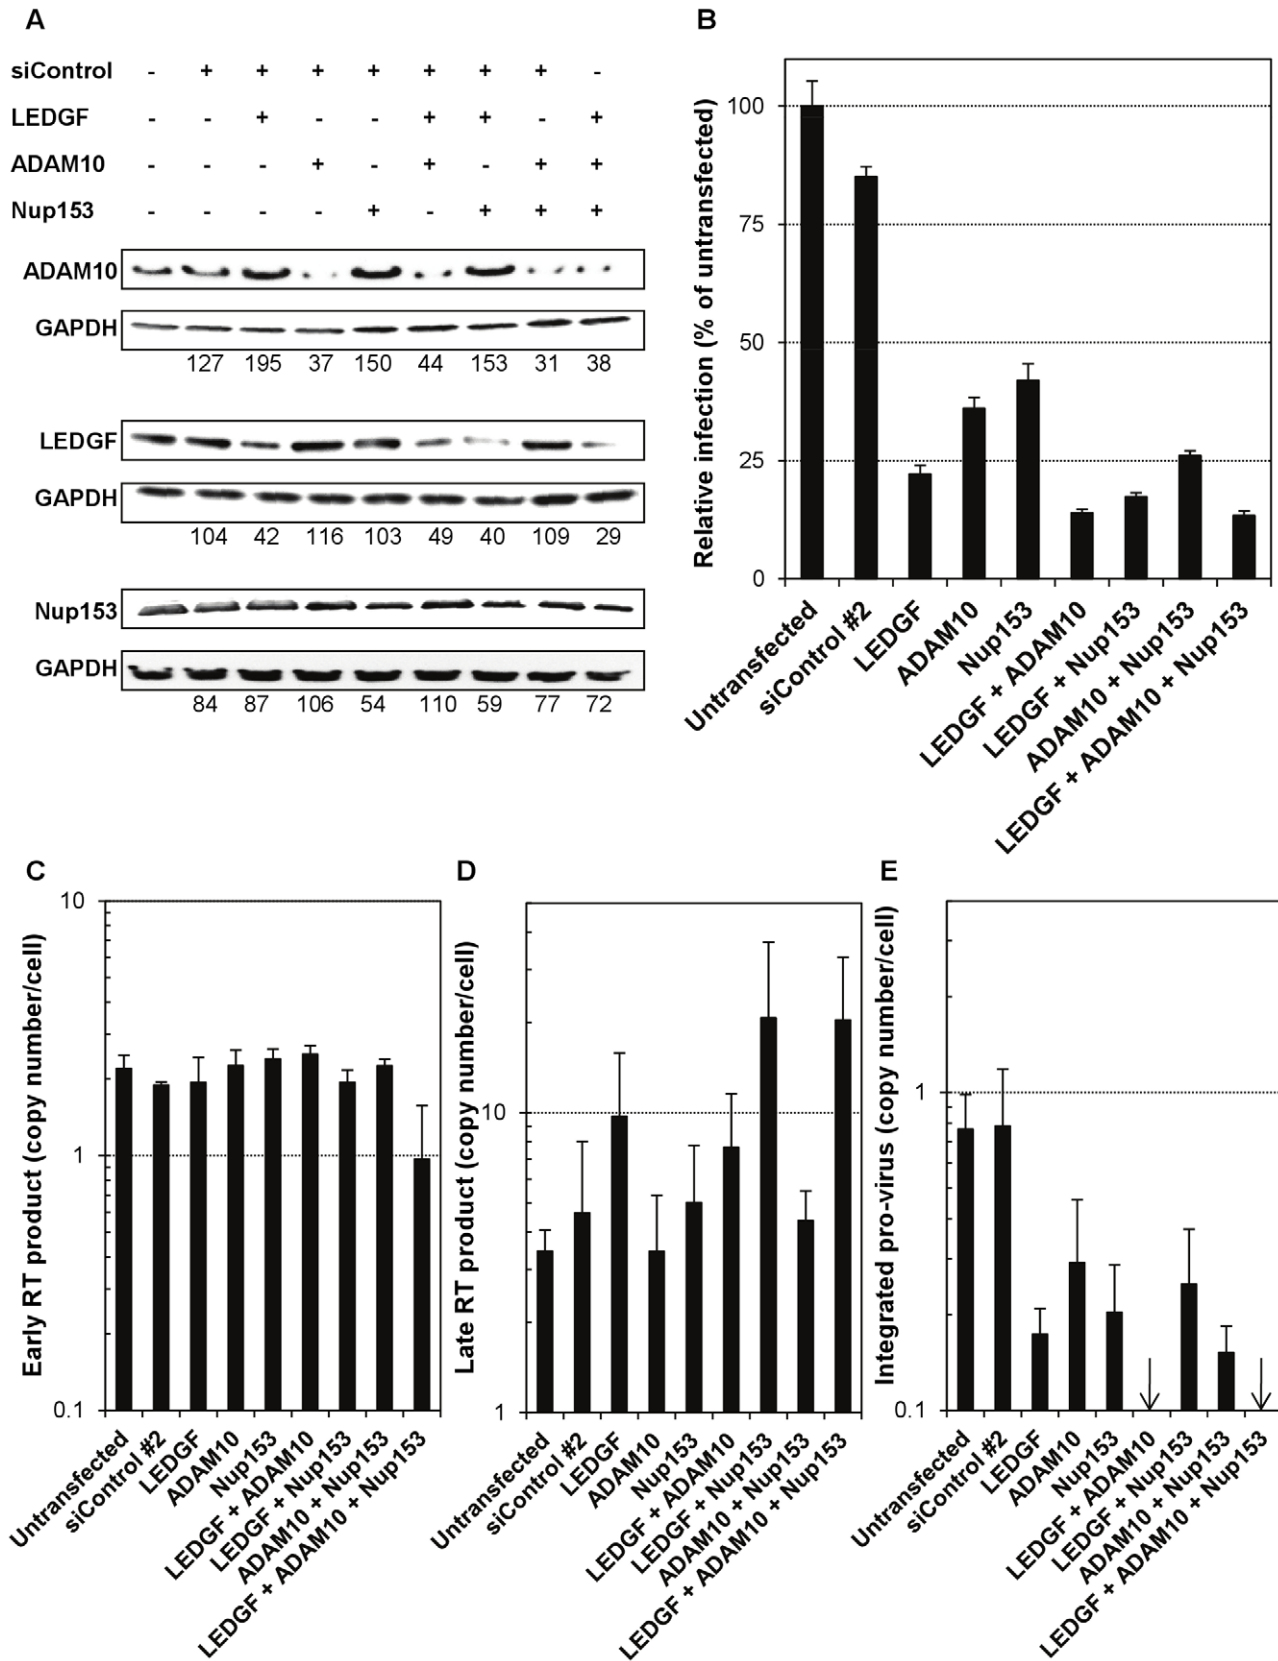 A
siControl - + + + + + + + -
LEDGF - - + - - + + - +
ADAM10 - - - + - + - + +
Nup153 - - - - + - + + +
ADAM10
GAPDH
127 195 37 150 44 153 31 38
LEDGF
GAPDH
104 42 116 103 49 40 109 29
Nup153
GAPDH
84 87 106 54 110 59 77 72
B
Relative infection (% of untransfected)
100
75
50
25
0
Untransfected
siControl #2
LEDGF
ADAM10
Nup153
LEDGF + ADAM10
LEDGF + Nup153
ADAM10 + Nup153
LEDGF + ADAM10 + Nup153
C
Early RT product (copy number/cell)
10
1
0.1
Untransfected
siControl #2
LEDGF
ADAM10
Nup153
LEDGF + ADAM10
LEDGF + Nup153
ADAM10 + Nup153
LEDGF + ADAM10 + Nup153
D
Late RT product (copy number/cell)
10
1
Untransfected
siControl #2
LEDGF
ADAM10
Nup153
LEDGF + ADAM10
LEDGF + Nup153
ADAM10 + Nup153
LEDGF + ADAM10 + Nup153
E
Integrated pro-virus (copy number/cell)
1
0.1
Untransfected
siControl #2
LEDGF
ADAM10
Nup153
LEDGF + ADAM10
LEDGF + Nup153
ADAM10 + Nup153
LEDGF + ADAM10 + Nup153